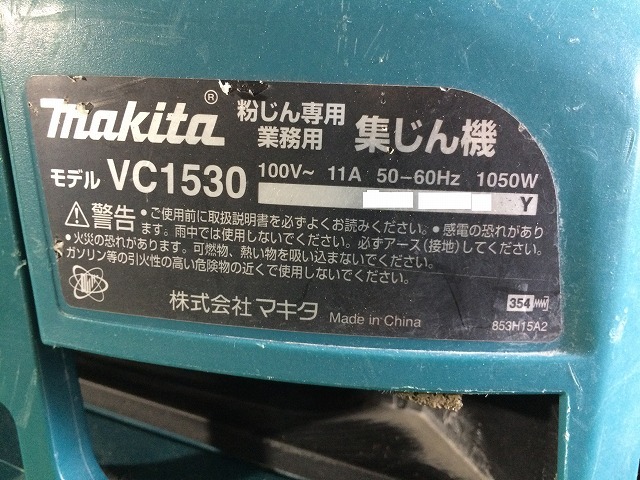 makita®
粉じん専用
業務用
集じん機
モデル VC1530 100V~ 11A 50-60Hz 1050W
Y
⚠警告 •ご使用前に取扱説明書を必ずよくお読みください。•感電の恐れがあり
ます。雨中では使用しないでください。必ずアース(接地)してください。
•火災の恐れがあります。可燃物、熱い物を吸い込まないでください。
ガソリン等の引火性の高い危険物の近くで使用しないでください。
株式会社 マキタ Made in China
354
853H15A2